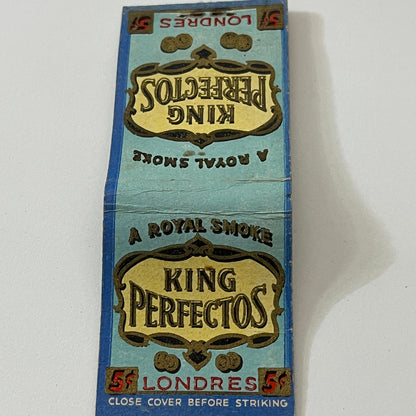 5¢ LONDRES 5¢
KING
PERFECTOS
A ROYAL SMOKE
A ROYAL SMOKE
KING
PERFECTOS
5¢ LONDRES 5¢
CLOSE COVER BEFORE STRIKING